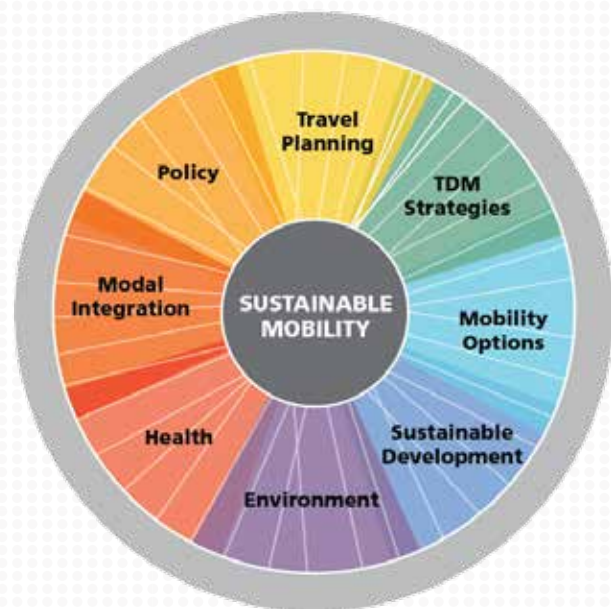 Travel
Planning
TDM
Strategies
Mobility
Options
Sustainable
Development
Environment
Health
Modal
Integration
Policy
SUSTAINABLE
MOBILITY